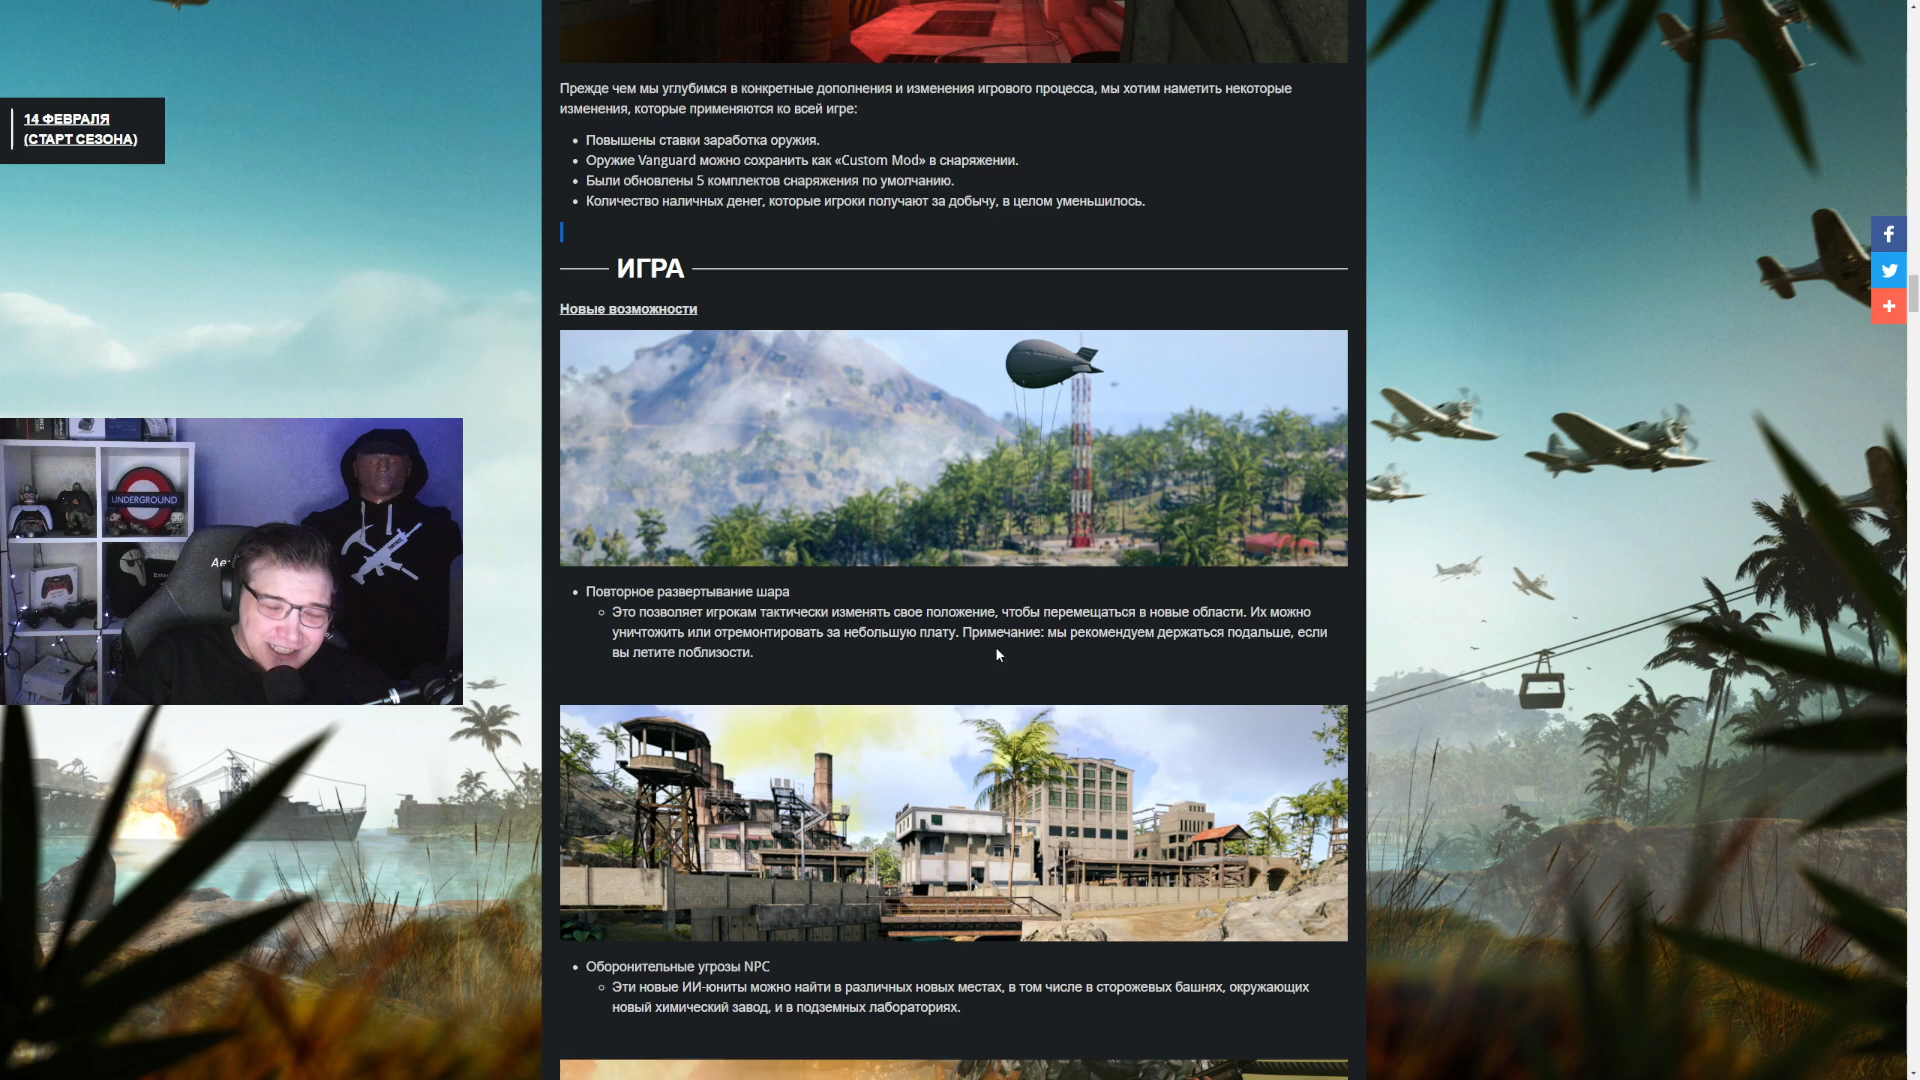 Прежде чем мы углубимся в конкретные дополнения и изменения игрового процесса, мы хотим наметить некоторые
изменения, которые применяются ко всей игре:
14 ФЕВРАЛЯ
(СТАРТ СЕЗОНА)
• Повышены ставки заработка оружия.
• Оружие Vanguard можно сохранить как «Custom Mod» в снаряжении.
• Были обновлены 5 комплектов снаряжения по умолчанию.
• Количество наличных денег, которые игроки получают за добычу, в целом уменьшилось.
ИГРА
Новые возможности
UNDERGROUND
• Повторное развертывание шара
Это позволяет игрокам тактически изменять свое положение, чтобы перемещаться в новые области. Их можно
уничтожить или отремонтировать за небольшую плату. Примечание: мы рекомендуем держаться подальше, если
вы летите поблизости.
• Оборонительные угрозы NPC
Эти новые ИИ-юниты можно найти в различных новых местах, в том числе в сторожевых башнях, окружающих
новый химический завод, и в подземных лабораториях.